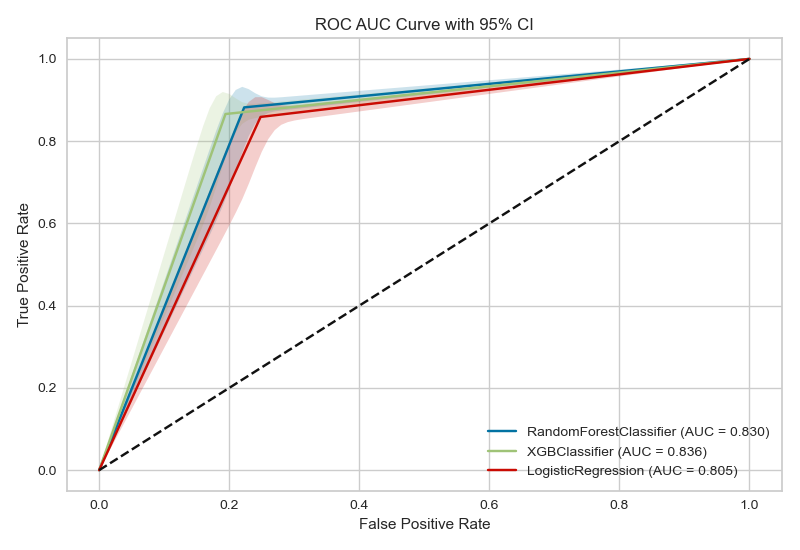 ROC AUC Curve with 95% CI
True Positive Rate
1.0
0.8
0.6
0.4
0.2
0.0
RandomForestClassifier (AUC = 0.830)
XGBClassifier (AUC = 0.836)
LogisticRegression (AUC = 0.805)
0.0 0.2 0.4 0.6 0.8 1.0
False Positive Rate